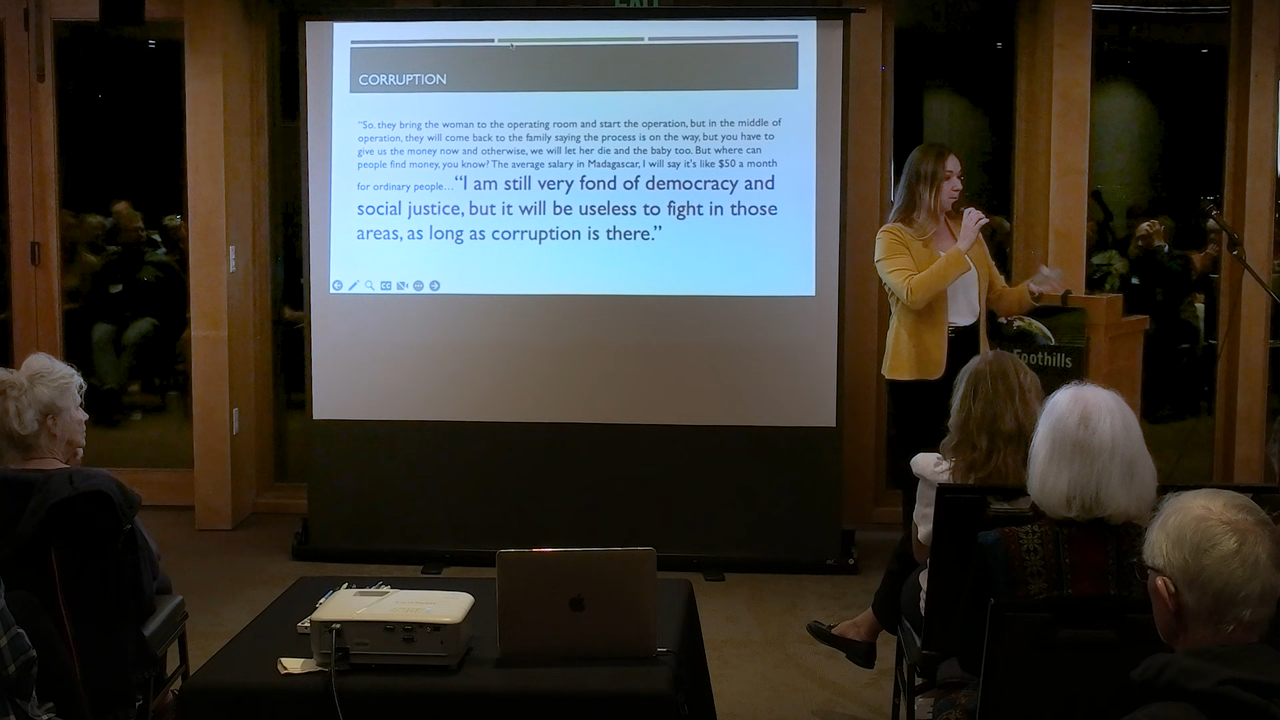 EXIT
CORRUPTION
“So, they bring the woman to the operating room and start the operation, but in the middle of
operation, they will come back to the family saying the process is on the way, but you have to
give us the money now and otherwise, we will let her die and the baby too. But where can
people find money, you know? The average salary in Madagascar, I will say it's like $50 a month
for ordinary people…“I am still very fond of democracy and
social justice, but it will be useless to fight in those
areas, as long as corruption is there.”
Foothills